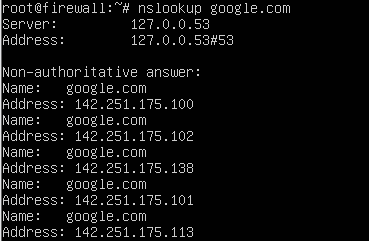 root@firewall:~# nslookup google.com
Server:         127.0.0.53
Address:        127.0.0.53#53

Non-authoritative answer:
Name:   google.com
Address: 142.251.175.100
Name:   google.com
Address: 142.251.175.102
Name:   google.com
Address: 142.251.175.138
Name:   google.com
Address: 142.251.175.101
Name:   google.com
Address: 142.251.175.113